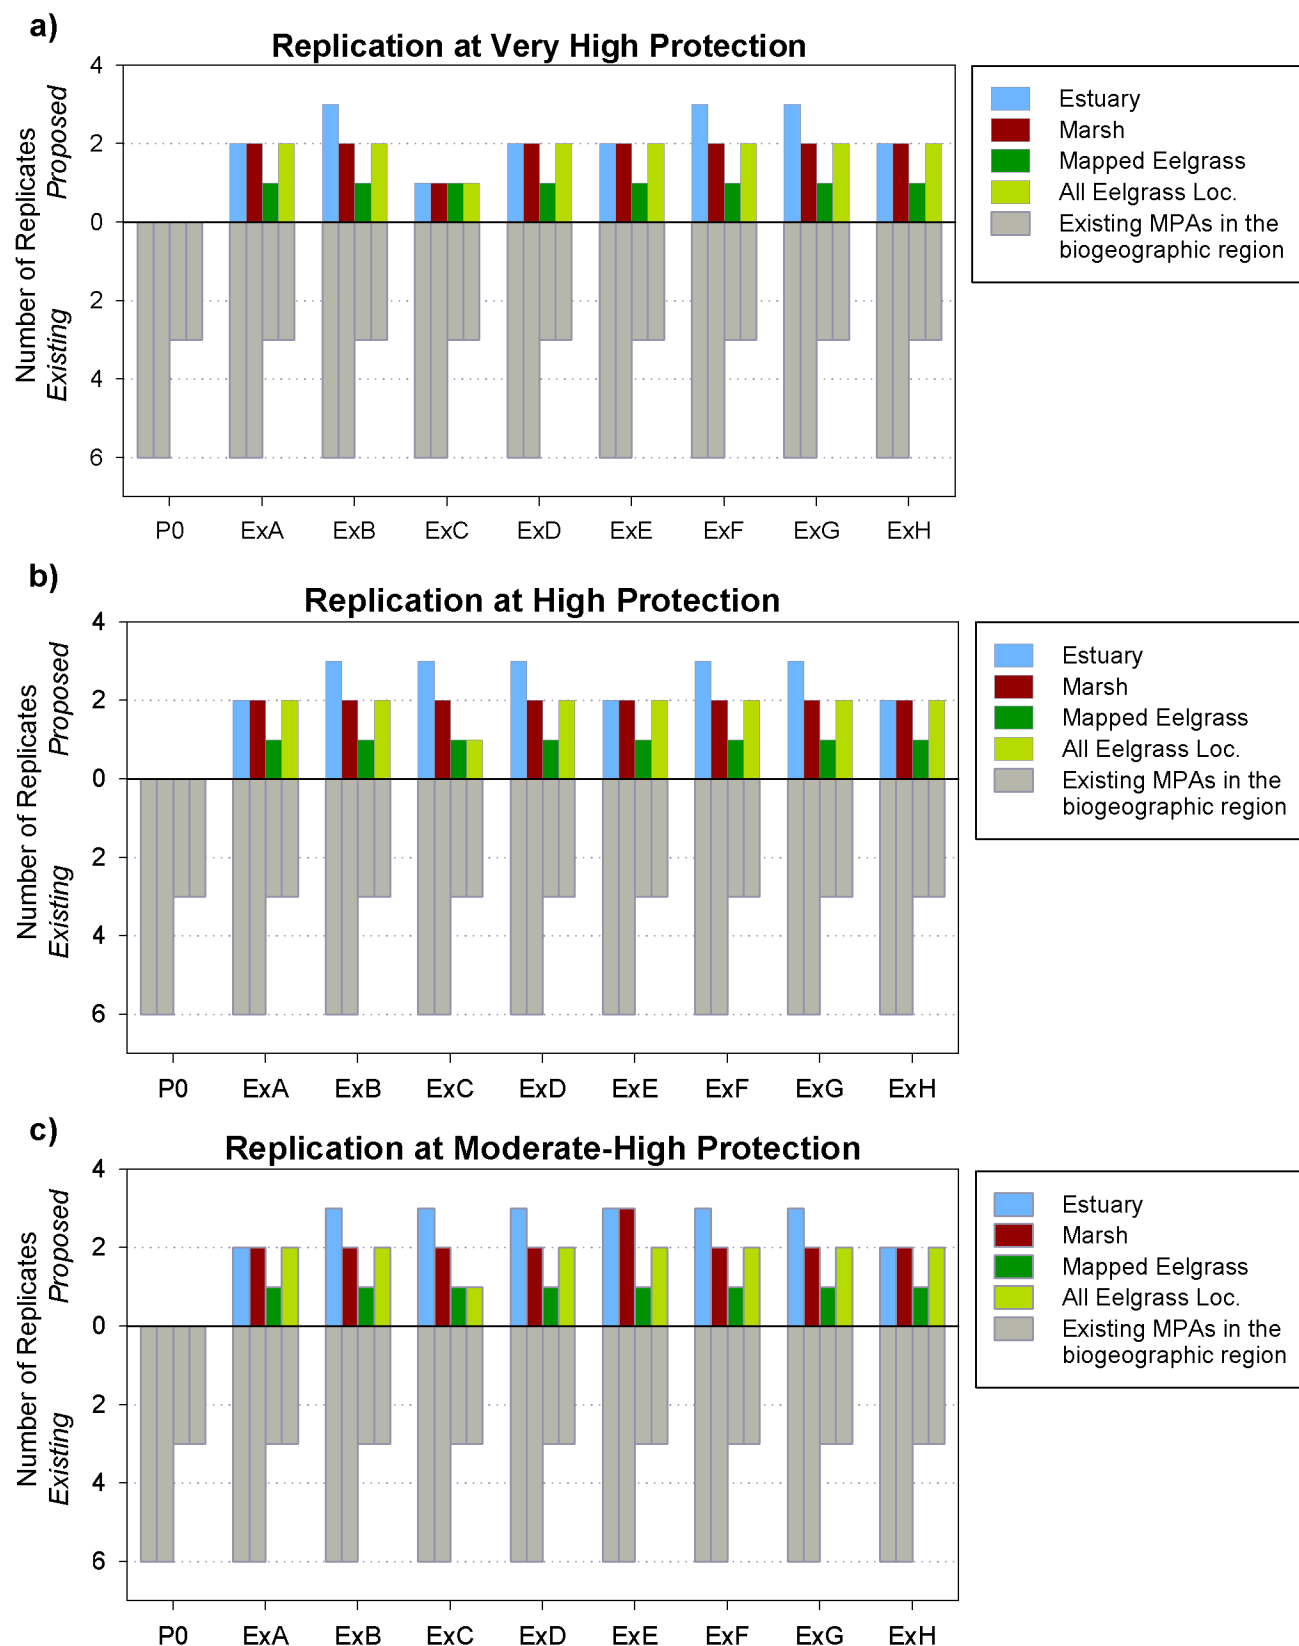 a)
Replication at Very High Protection
Number of Replicates
Existing Proposed
4
2
0
2
4
6
P0 ExA ExB ExC ExD ExE ExF ExG ExH
Estuary
Marsh
Mapped Eelgrass
All Eelgrass Loc.
Existing MPAs in the
biogeographic region
b)
Replication at High Protection
Number of Replicates
Existing Proposed
4
2
0
2
4
6
P0 ExA ExB ExC ExD ExE ExF ExG ExH
Estuary
Marsh
Mapped Eelgrass
All Eelgrass Loc.
Existing MPAs in the
biogeographic region
c)
Replication at Moderate-High Protection
Number of Replicates
Existing Proposed
4
2
0
2
4
6
P0 ExA ExB ExC ExD ExE ExF ExG ExH
Estuary
Marsh
Mapped Eelgrass
All Eelgrass Loc.
Existing MPAs in the
biogeographic region